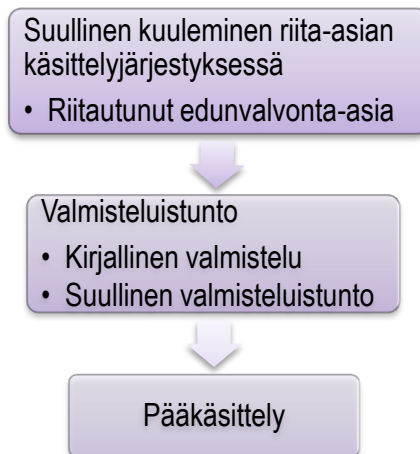 Suullinen kuuleminen riita-asian
käsittelyjärjestyksessä
• Riitautunut edunvalvonta-asia
Valmisteluistunto
• Kirjallinen valmistelu
• Suullinen valmisteluistunto
Pääkäsittely